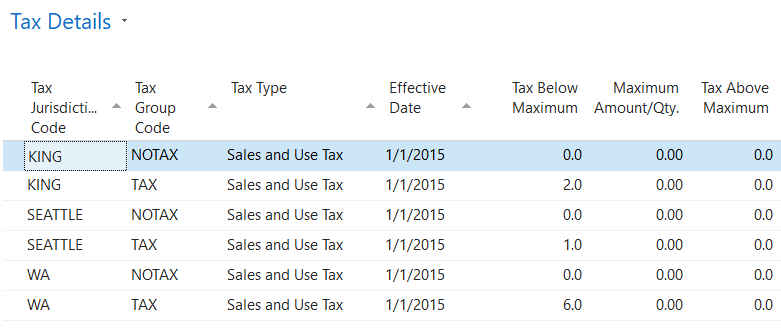 Tax Details
Tax Jurisdicti... Code Tax Group Code Tax Type Effective Date Tax Below Maximum Maximum Amount/Qty. Tax Above Maximum
KING NOTAX Sales and Use Tax 1/1/2015 0.0 0.00 0.0
KING TAX Sales and Use Tax 1/1/2015 2.0 0.00 0.0
SEATTLE NOTAX Sales and Use Tax 1/1/2015 0.0 0.00 0.0
SEATTLE TAX Sales and Use Tax 1/1/2015 1.0 0.00 0.0
WA NOTAX Sales and Use Tax 1/1/2015 0.0 0.00 0.0
WA TAX Sales and Use Tax 1/1/2015 6.0 0.00 0.0